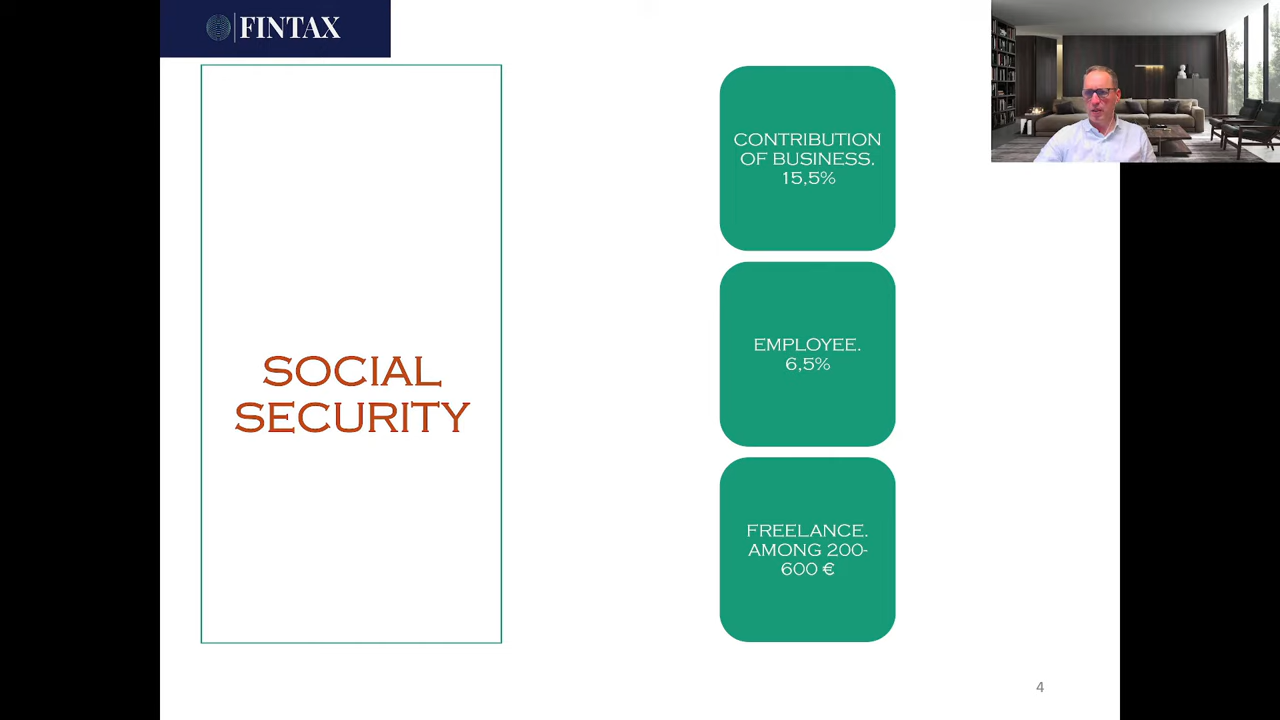 FINTAX
SOCIAL
SECURITY
CONTRIBUTION
OF BUSINESS.
15,5%
EMPLOYEE.
6,5%
FREELANCE.
AMONG 200-
600 €
4